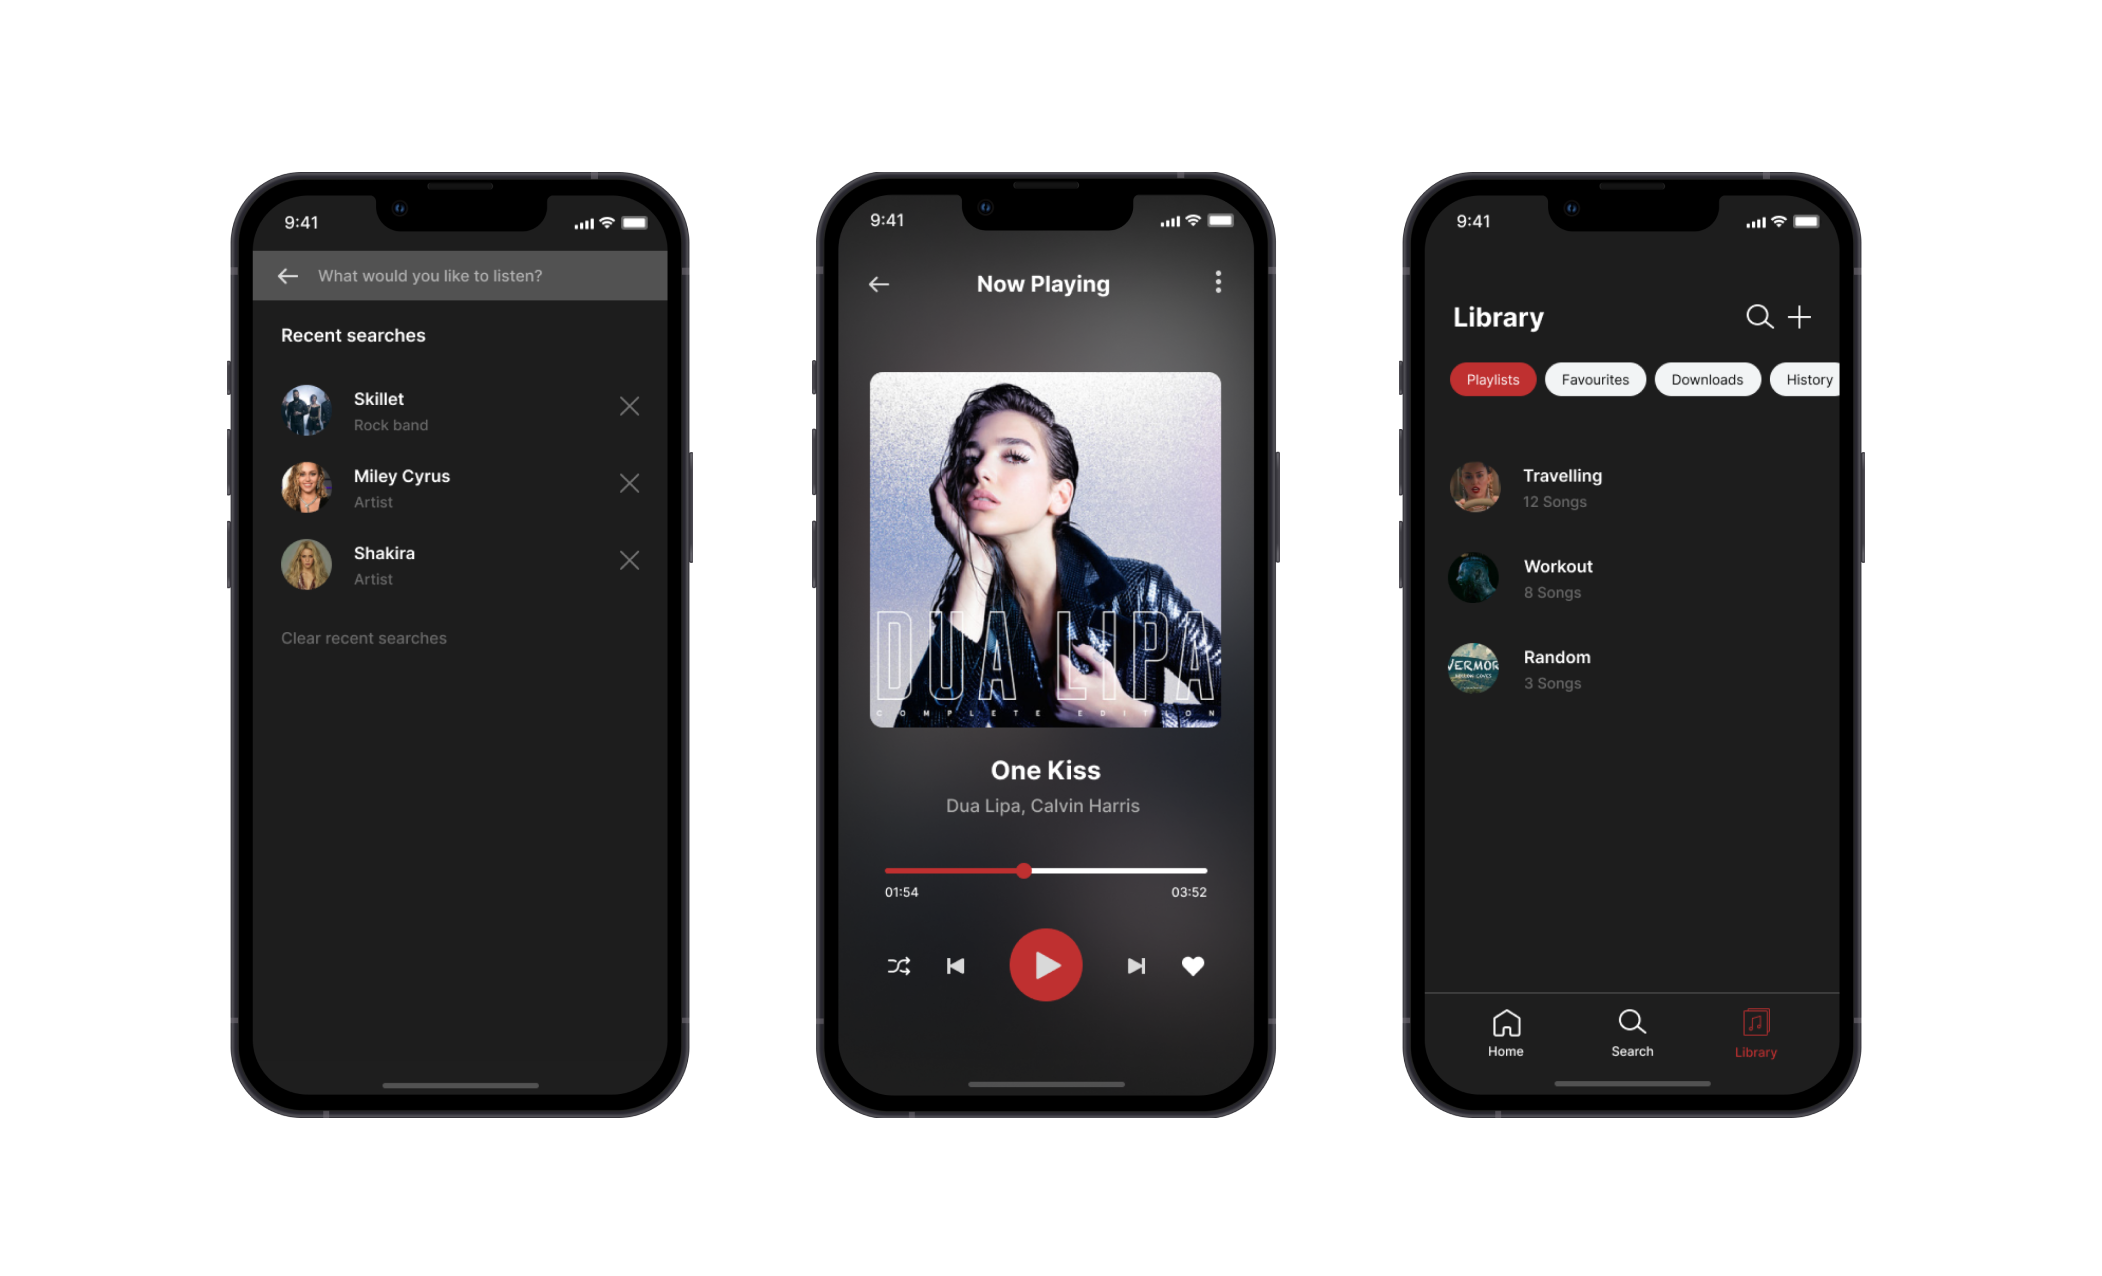 9:41
What would you like to listen?
Recent searches
Skillet
Rock band
Miley Cyrus
Artist
Shakira
Artist
Clear recent searches
9:41
Now Playing
DUA LIPA
COMPLETE EDITION
One Kiss
Dua Lipa, Calvin Harris
01:54 03:52
9:41
Library
Playlists Favourites Downloads History
Travelling
12 Songs
Workout
8 Songs
VERMOR
Random
3 Songs
Home Search Library